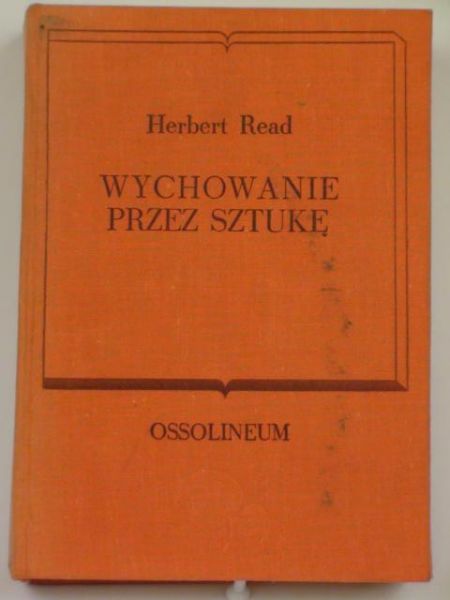 Herbert Read
WYCHOWANIE
PRZEZ SZTUKĘ
OSSOLINEUM